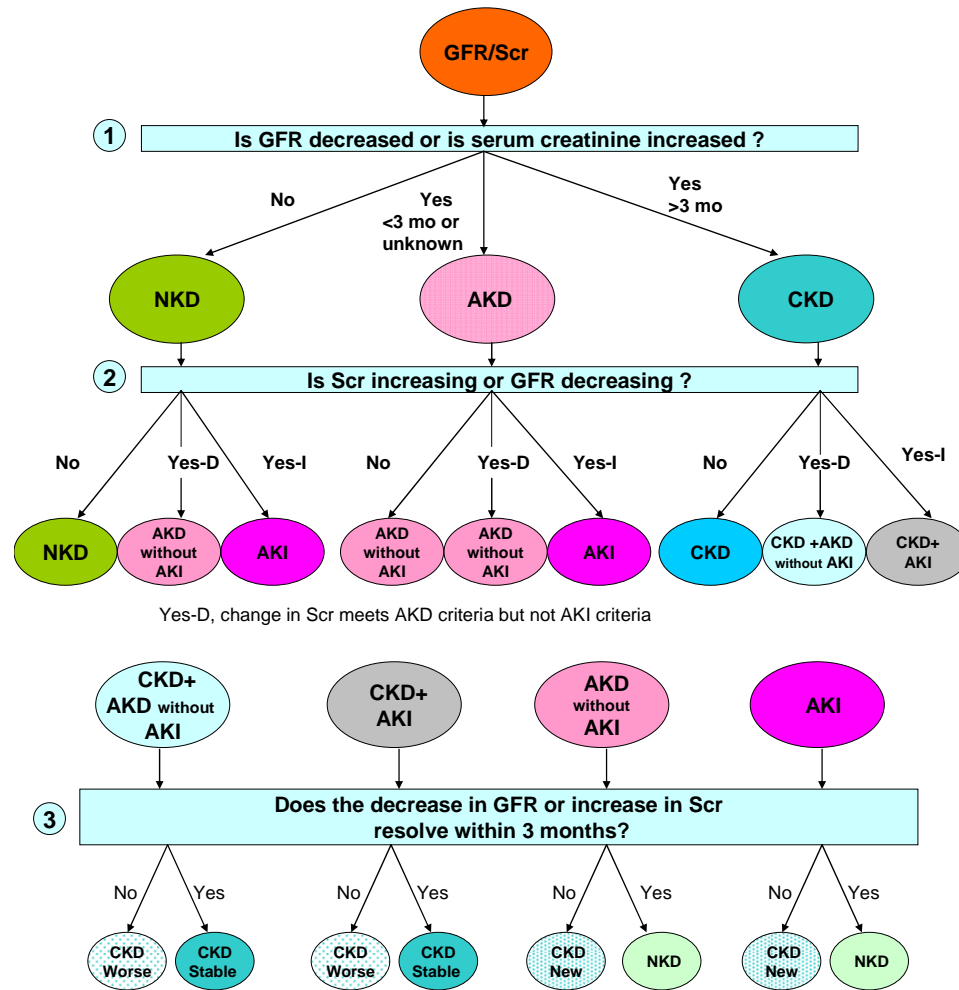 GFR/Scr
1
Is GFR decreased or is serum creatinine increased ?
No
Yes
<3 mo or
unknown
Yes
>3 mo
NKD
AKD
CKD
2
Is Scr increasing or GFR decreasing ?
No
Yes-D
Yes-I
No
Yes-D
Yes-I
No
Yes-D
Yes-I
NKD
AKD
without
AKI
AKI
AKD
without
AKI
AKD
without
AKI
AKI
CKD
CKD +AKD
without AKI
CKD+
AKI
Yes-D, change in Scr meets AKD criteria but not AKI criteria
CKD+
AKD without
AKI
CKD+
AKI
AKD
without
AKI
AKI
3
Does the decrease in GFR or increase in Scr
resolve within 3 months?
No
Yes
No
Yes
No
Yes
No
Yes
CKD
Worse
CKD
Stable
CKD
Worse
CKD
Stable
CKD
New
NKD
CKD
New
NKD